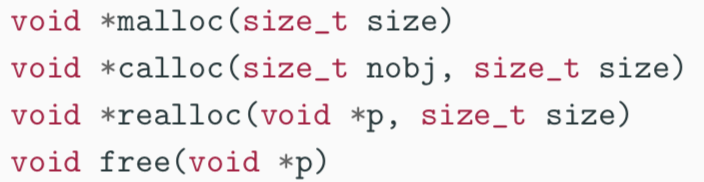 void *malloc(size_t size)
void *calloc(size_t nobj, size_t size)
void *realloc(void *p, size_t size)
void free(void *p)